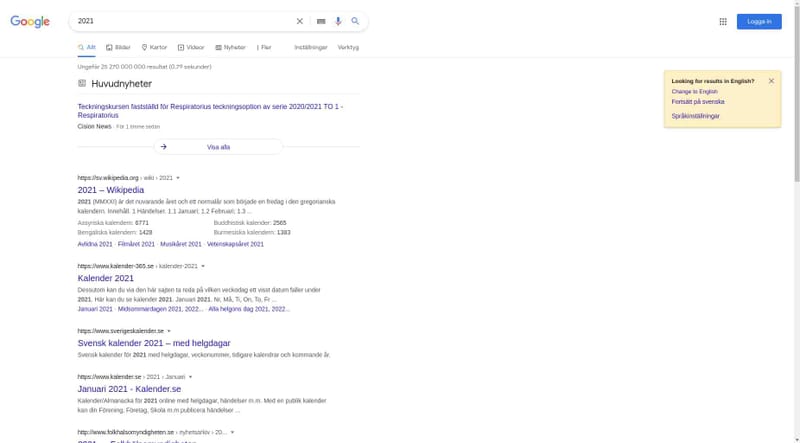 Google
2021
Logga in
Allt Bilder Kartor Videor Nyheter Fler Inställningar Verktyg
Ungefär 25 270 000 000 resultat (0,79 sekunder)
Looking for results in English?
Change to English
Fortsätt på svenska
Språkinställningar
Huvudnyheter
Teckningskursen fastställd för Respiratorius teckningsoption av serie 2020/2021 TO 1 -
Respiratorius
Cision News · För 1 timme sedan
Visa alla
https://sv.wikipedia.org › wiki › 2021
2021 – Wikipedia
2021 (MMXXI) är det nuvarande året och ett normalår som började en fredag i den gregorianska
kalendern. Innehåll. 1 Händelser. 1.1 Januari; 1.2 Februari; 1.3 ...
Assyriska kalendern: 6771 Buddhistisk kalender: 2565
Bengaliska kalendern: 1428 Burmesiska kalendern: 1383
Avlidna 2021 · Filmåret 2021 · Musikåret 2021 · Vetenskapsåret 2021
https://www.kalender-365.se › kalender-2021
Kalender 2021
Dessutom kan du via den här sajten ta reda på vilken veckodag ett visst datum faller under
2021. Här kan du se kalender 2021. Januari 2021. Nr, Må, Ti, On, To, Fr ...
Januari 2021 · Midsommardagen 2021, 2022... · Alla helgons dag 2021, 2022...
https://www.sverigeskalender.se
Svensk kalender 2021 – med helgdagar
Svensk kalender för 2021 med helgdagar, veckonummer, tidigare kalendrar och kommande år.
https://www.kalender.se › 2021 › Januari
Januari 2021 - Kalender.se
Kalender/Almanacka för 2021 online med helgdagar, händelser m.m. Med en publik kalender
kan din Förening, Företag, Skola m.m publicera händelser ...
http://www.folkhalsomyndigheten.se › nyhetsarkiv › 20...